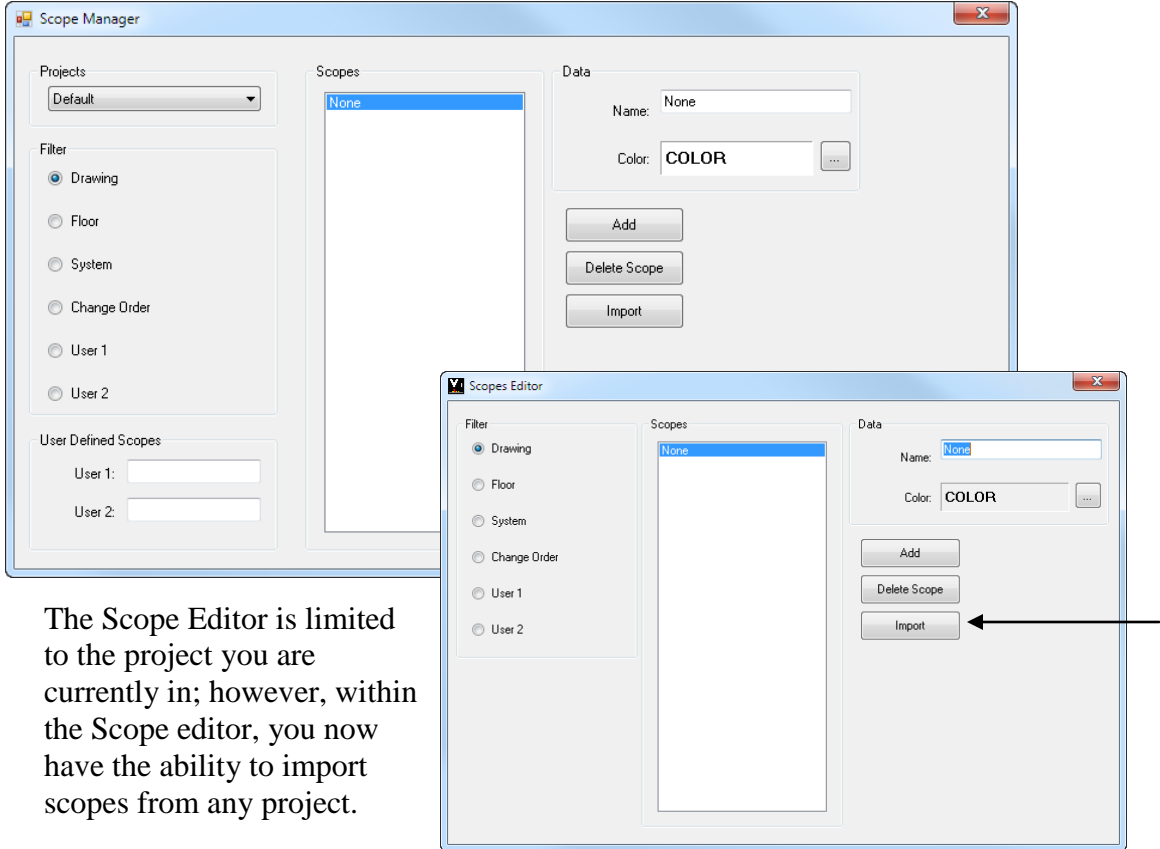 Scope Manager
Projects
Default
Filter
Drawing
Floor
System
Change Order
User 1
User 2
User Defined Scopes
User 1:
User 2:
Scopes
None
Data
Name: None
Color: COLOR ...
Add
Delete Scope
Import
Scopes Editor
Filter
Drawing
Floor
System
Change Order
User 1
User 2
Scopes
None
Data
Name: None
Color: COLOR ...
Add
Delete Scope
Import
The Scope Editor is limited
to the project you are
currently in; however, within
the Scope editor, you now
have the ability to import
scopes from any project.